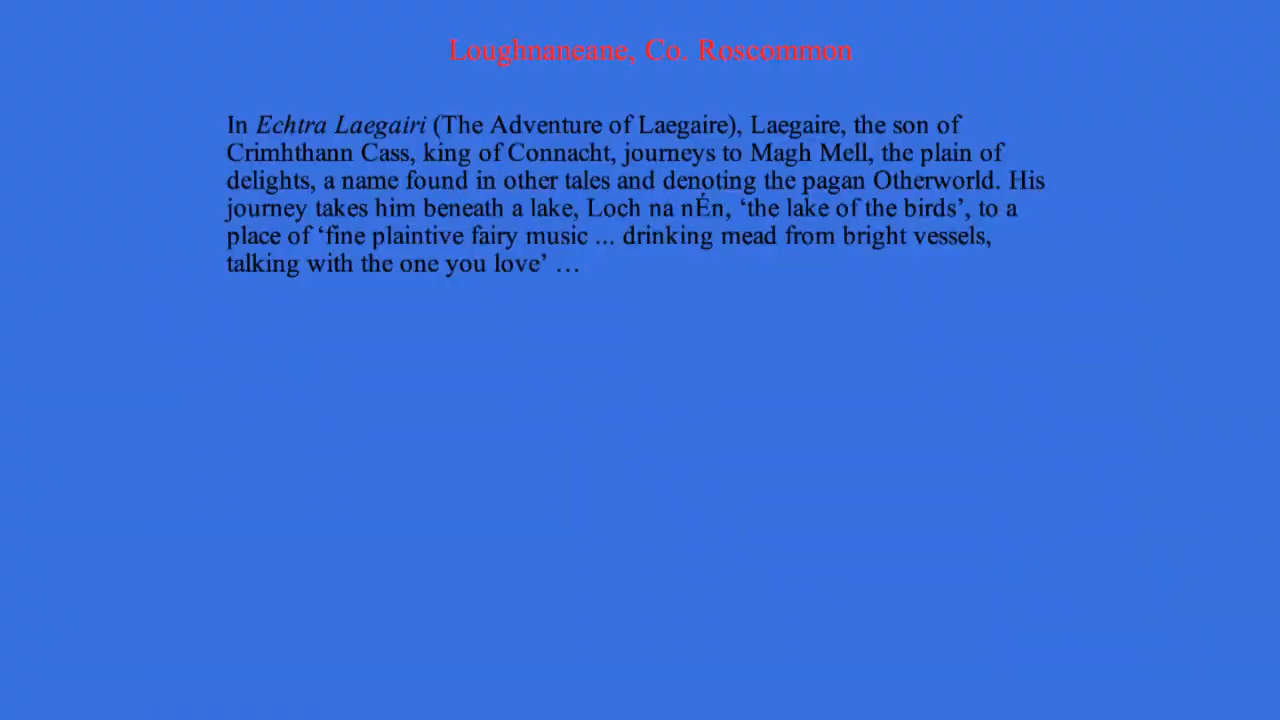 Loughnaneane, Co. Roscommon
In Echtra Laegairi (The Adventure of Laegaire), Laegaire, the son of
Crimhthann Cass, king of Connacht, journeys to Magh Mell, the plain of
delights, a name found in other tales and denoting the pagan Otherworld. His
journey takes him beneath a lake, Loch na nÉn, ‘the lake of the birds’, to a
place of ‘fine plaintive fairy music ... drinking mead from bright vessels,
talking with the one you love’ …